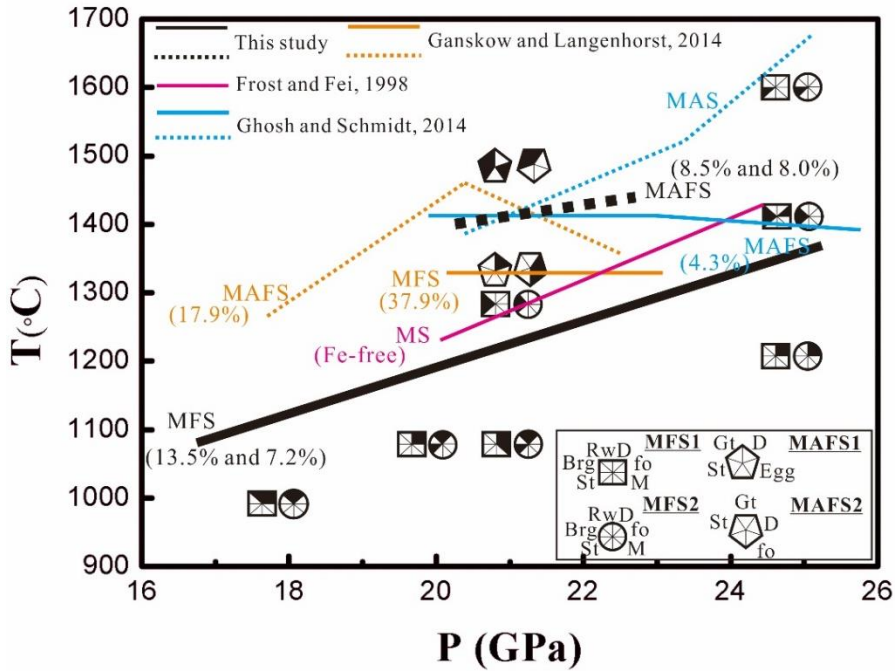 1700
1600
1500
1400
1300
1200
1100
1000
900
T(°C)
This study
Ganskow and Langenhorst, 2014
Frost and Fei, 1998
Ghosh and Schmidt, 2014
MAS
(8.5% and 8.0%)
MAFS
MAFS
(4.3%)
MAFS
(17.9%)
MFS
(37.9%)
MS
(Fe-free)
MFS
(13.5% and 7.2%)
RwD MFS1
Brg fo
St M
Gt D MAFS1
St Egg
RwD MFS2
Brg fo
St M
Gt MAFS2
St D
fo
16 18 20 22 24 26
P (GPa)